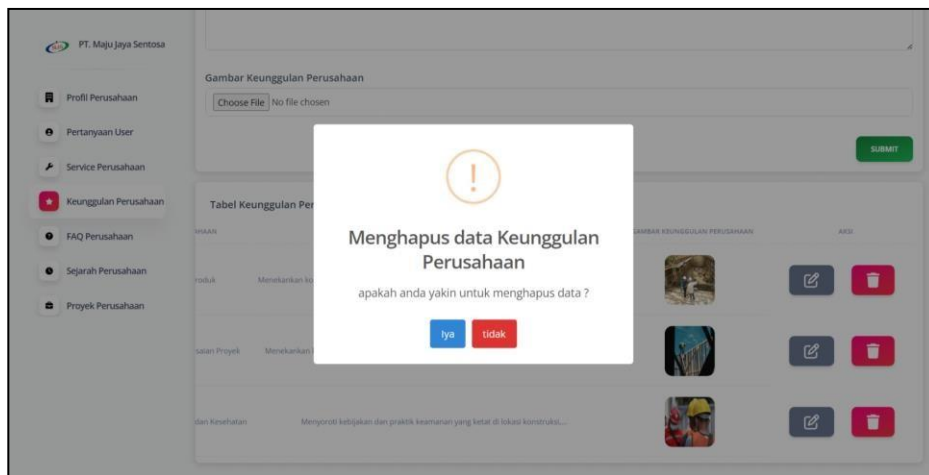 PT. Maju Jaya Sentosa
Profil Perusahaan
Pertanyaan User
Service Perusahaan
Keunggulan Perusahaan
FAQ Perusahaan
Sejarah Perusahaan
Proyek Perusahaan
Gambar Keunggulan Perusahaan
Choose File No file chosen
SUBMIT
Tabel Keunggulan Per
GAMBAR KEUNGGULAN PERUSAHAAN AKSI
Menekankan
Proyek Menekankan
dan Kesehatan Menyoroti kebijakan dan praktik keamanan yang ketat di lokasi konstruksi,...
!
Menghapus data Keunggulan
Perusahaan
apakah anda yakin untuk menghapus data ?
Iya tidak